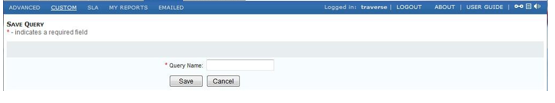 ADVANCED CUSTOM SLA MY REPORTS EMAILED Logged in: traverse | LOGOUT ABOUT | USER GUIDE |
SAVE QUERY
* - indicates a required field
* Query Name:
Save Cancel